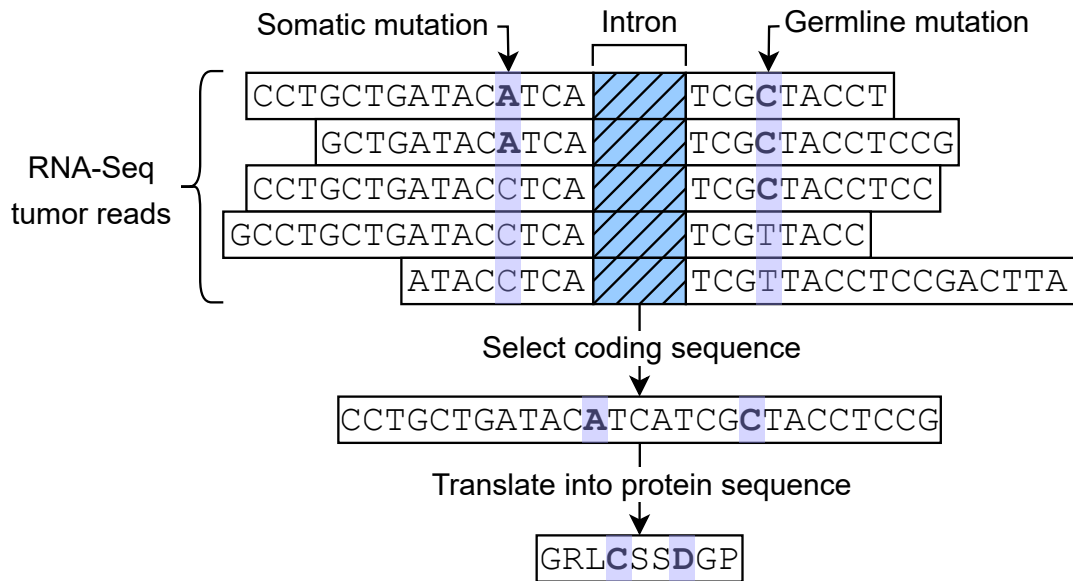 Somatic mutation
Intron
Germline mutation
RNA-Seq
tumor reads
CCTGCTGATACATCA TCGCTACCT
GCTGATACATCA TCGCTACCTCCG
CCTGCTGATACCTCA TCGCTACCTCC
GCCTGCTGATACCTCA TCGTTACC
ATACCTCA TCGTTACCTCCGACTTA
Select coding sequence
CCTGCTGATACATCATCGCTACCTCCG
Translate into protein sequence
GRLCSSDGP